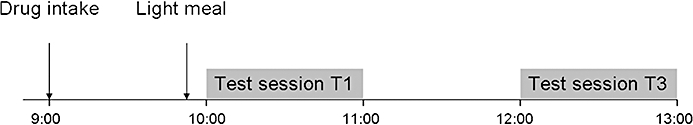 Drug intake Light meal
Test session T1 Test session T3
9:00 10:00 11:00 12:00 13:00